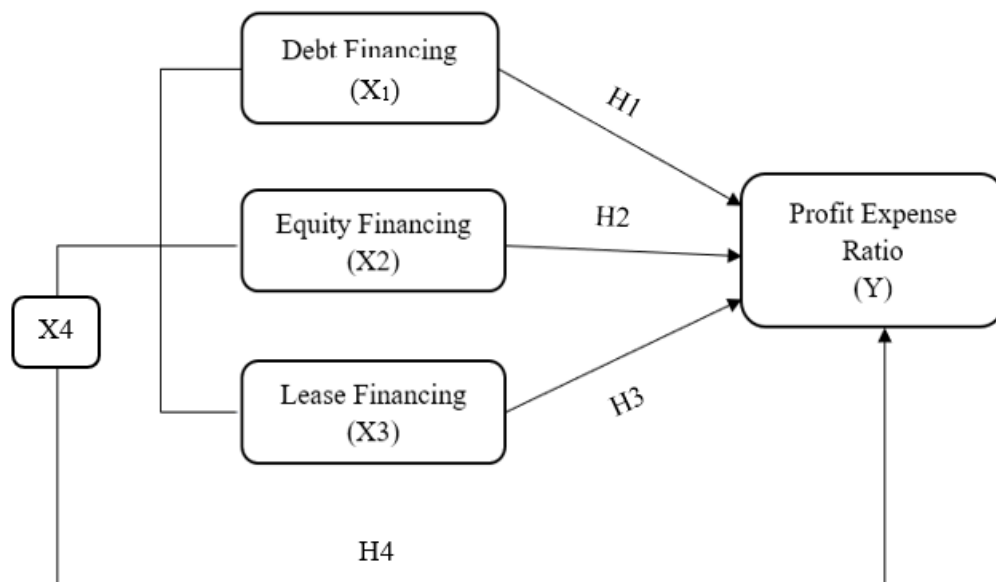 Debt Financing
(X₁)
H1
Equity Financing
(X2)
H2
Profit Expense
Ratio
(Y)
X4
Lease Financing
(X3)
H3
H4